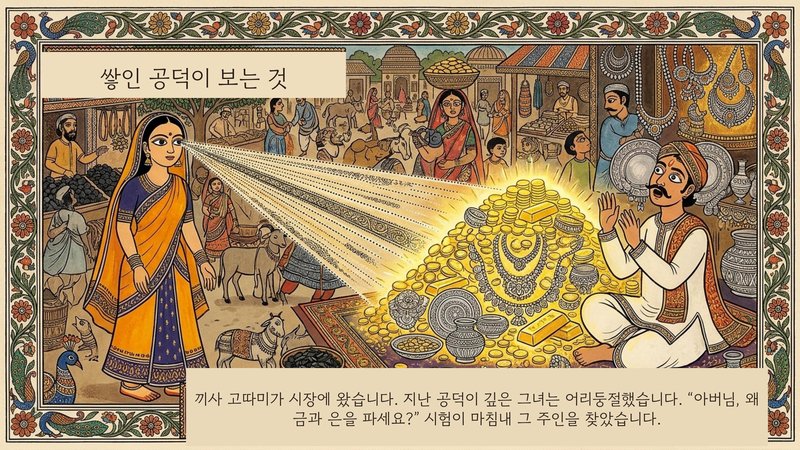 쌓인 공덕이 보는 것
끼사 고따미가 시장에 왔습니다. 지난 공덕이 깊은 그녀는 어리둥절했습니다. “아버님, 왜
금과 은을 파세요?” 시험이 마침내 그 주인을 찾았습니다.